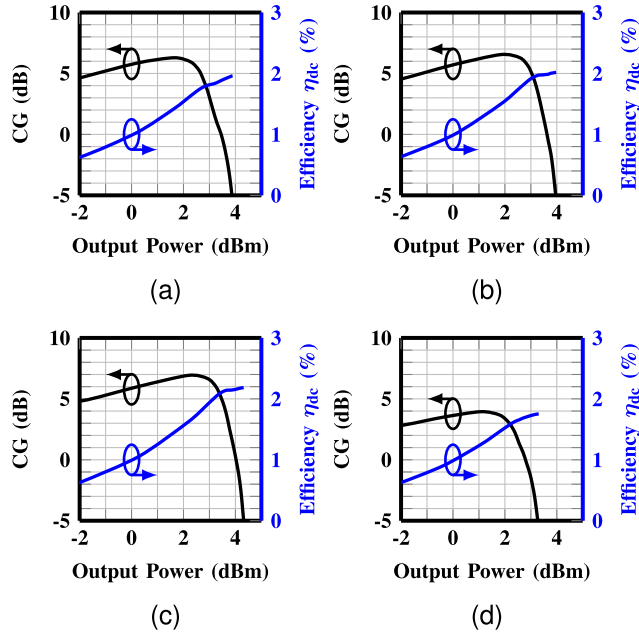 10
5
0
-5
CG (dB)
3
2
1
0
Efficiency ηdc (%)
-2 0 2 4
Output Power (dBm)
(a)
10
5
0
-5
CG (dB)
3
2
1
0
Efficiency ηdc (%)
-2 0 2 4
Output Power (dBm)
(b)
10
5
0
-5
CG (dB)
3
2
1
0
Efficiency ηdc (%)
-2 0 2 4
Output Power (dBm)
(c)
10
5
0
-5
CG (dB)
3
2
1
0
Efficiency ηdc (%)
-2 0 2 4
Output Power (dBm)
(d)